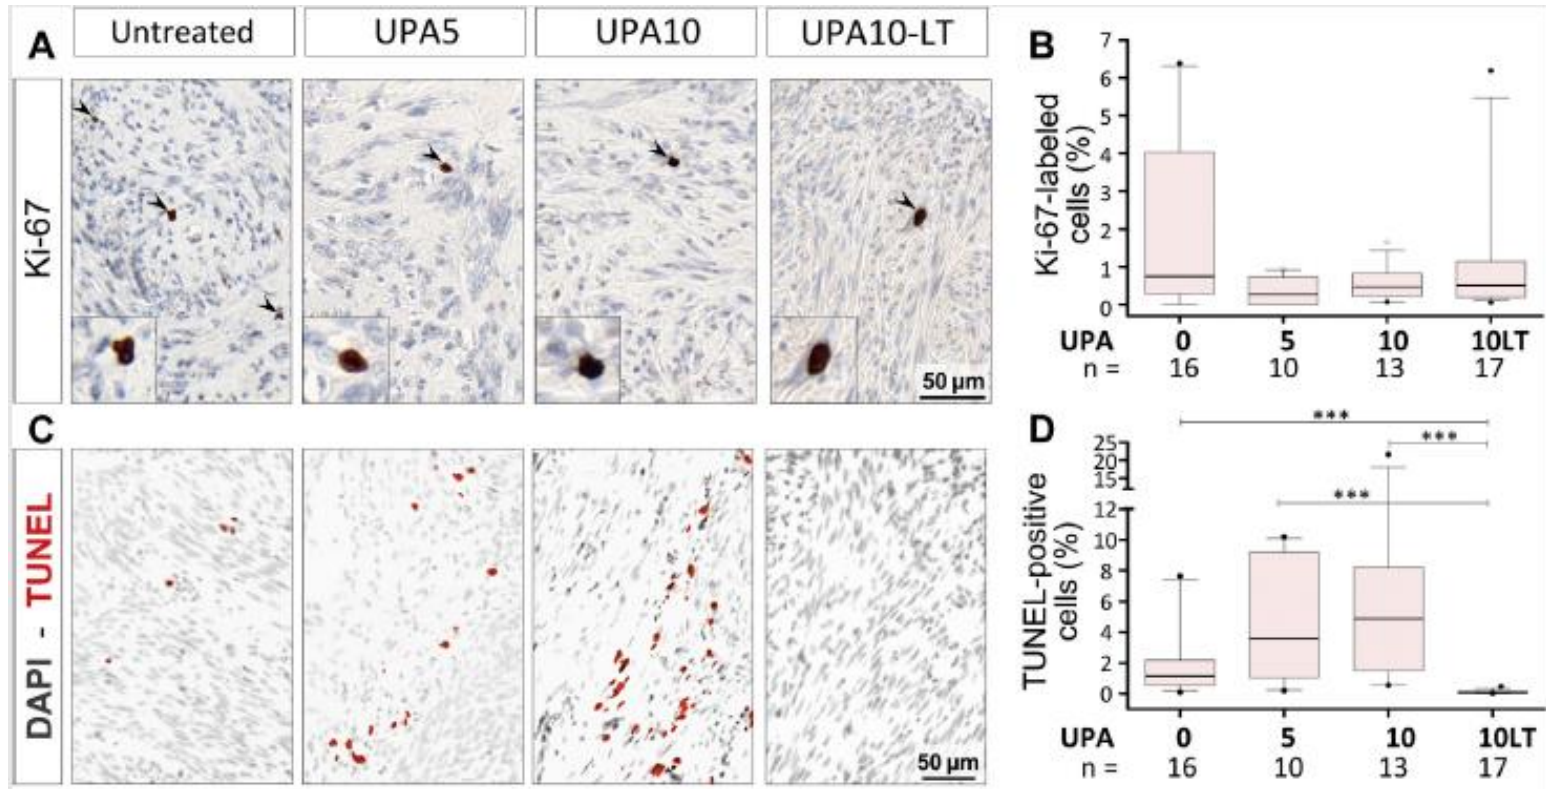 A
Untreated
UPA5
UPA10
UPA10-LT
Ki-67
50 µm
B
Ki-67-labeled
cells (%)
7
6
5
4
3
2
1
0
UPA 0 5 10 10LT
n = 16 10 13 17
C
DAPI - TUNEL
50 µm
D
TUNEL-positive
cells (%)
***
***
***
25
20
15
12
10
8
6
4
2
0
UPA 0 5 10 10LT
n = 16 10 13 17